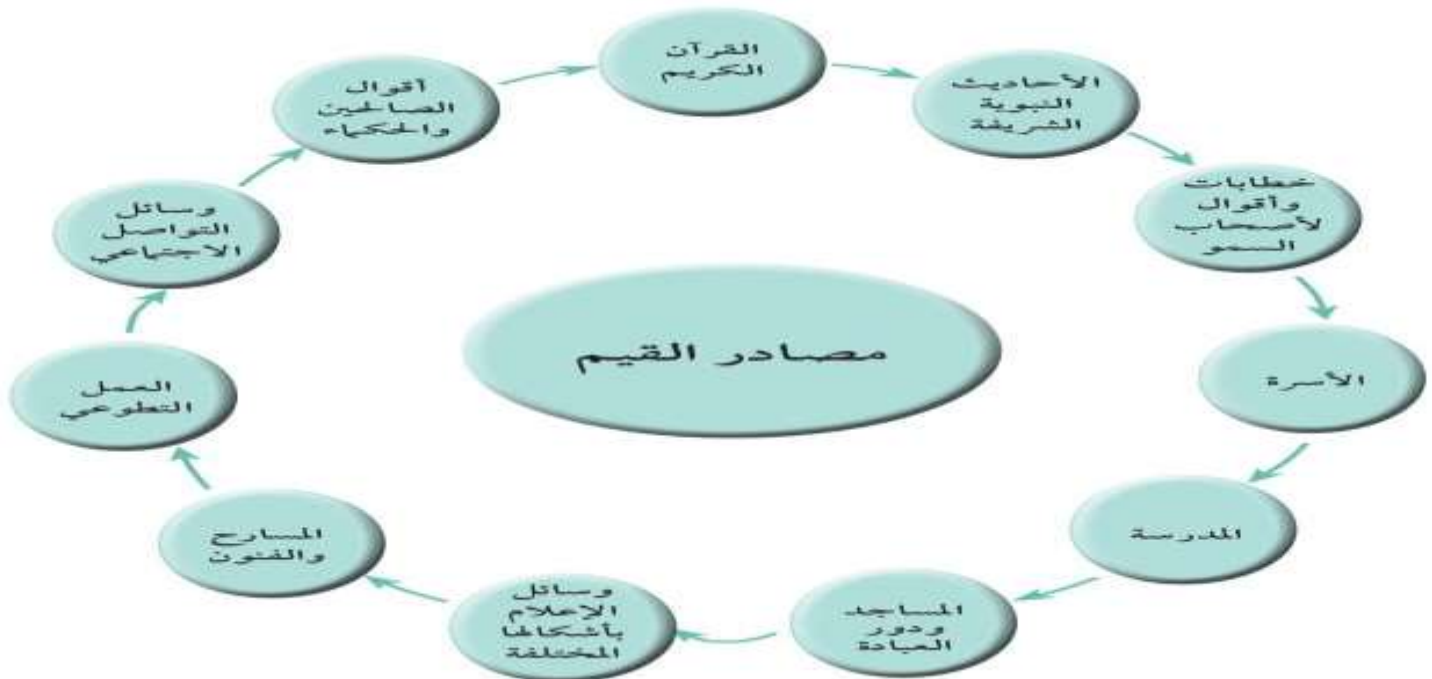 مصادر القيم
القرآن
الكريم
الأحاديث
النبوية
الشريفة
خطابات
وأقوال
لأصحاب
السمو
الأسرة
المدرسة
المساجد
ودور
العبادة
وسائل
الإعلام
بأشكالها
المختلفة
المسارح
والفنون
العمل
التطوعي
وسائل
التواصل
الاجتماعي
أقوال
الصالحين
والحكماء